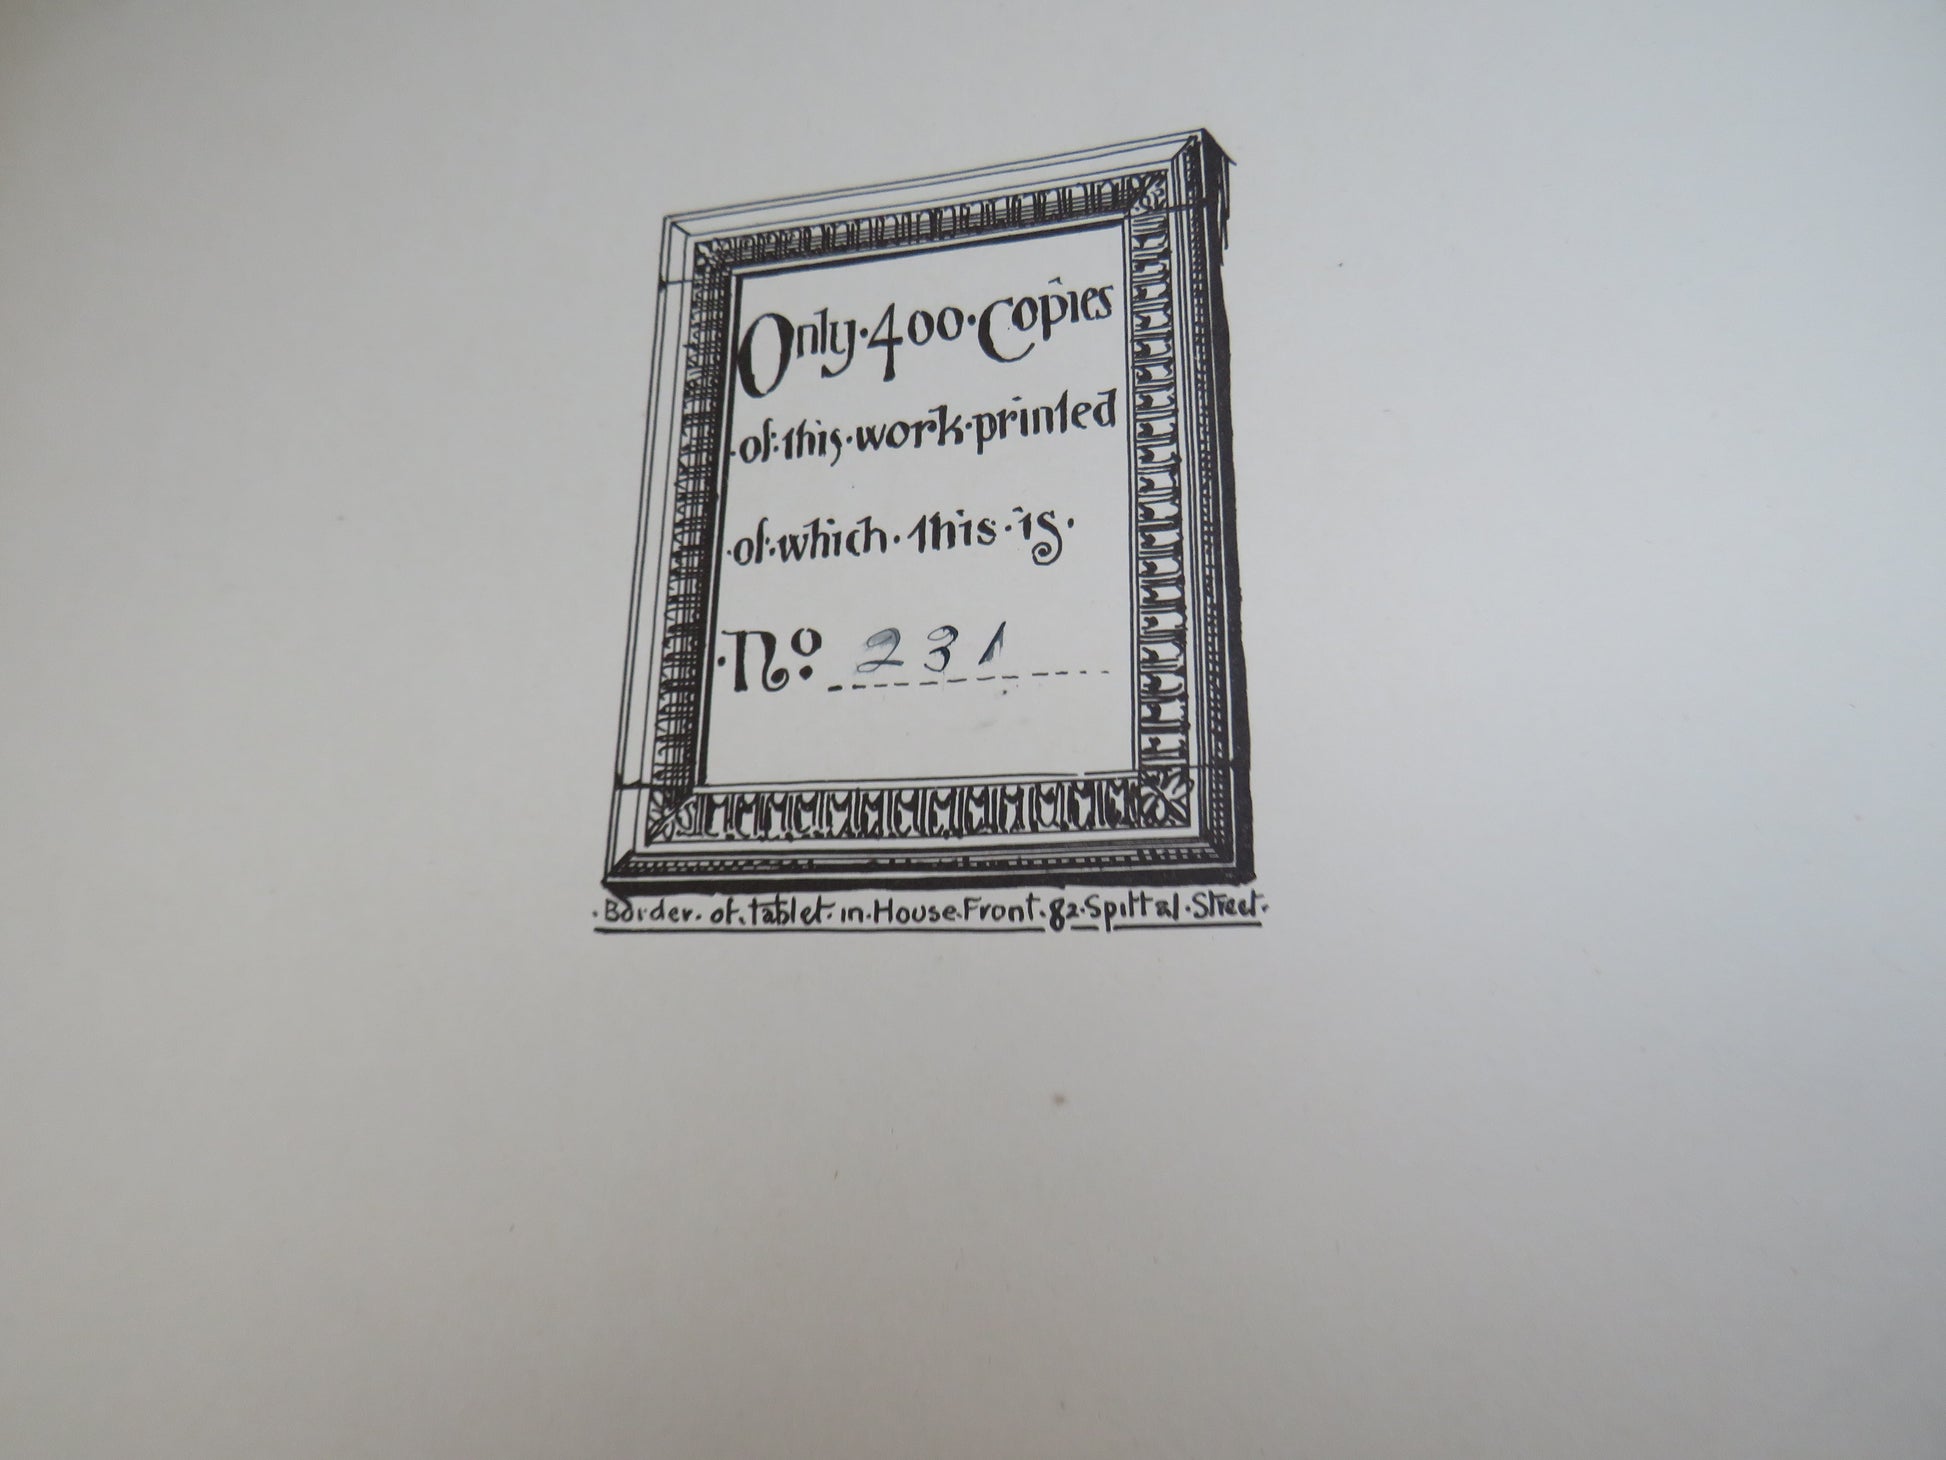 Only·400·Copies
·of·this·work·printed
·of·which·this·is·
·No. 231
·Border·of·Tablet·in·House·Front·82·Spittal·Street·